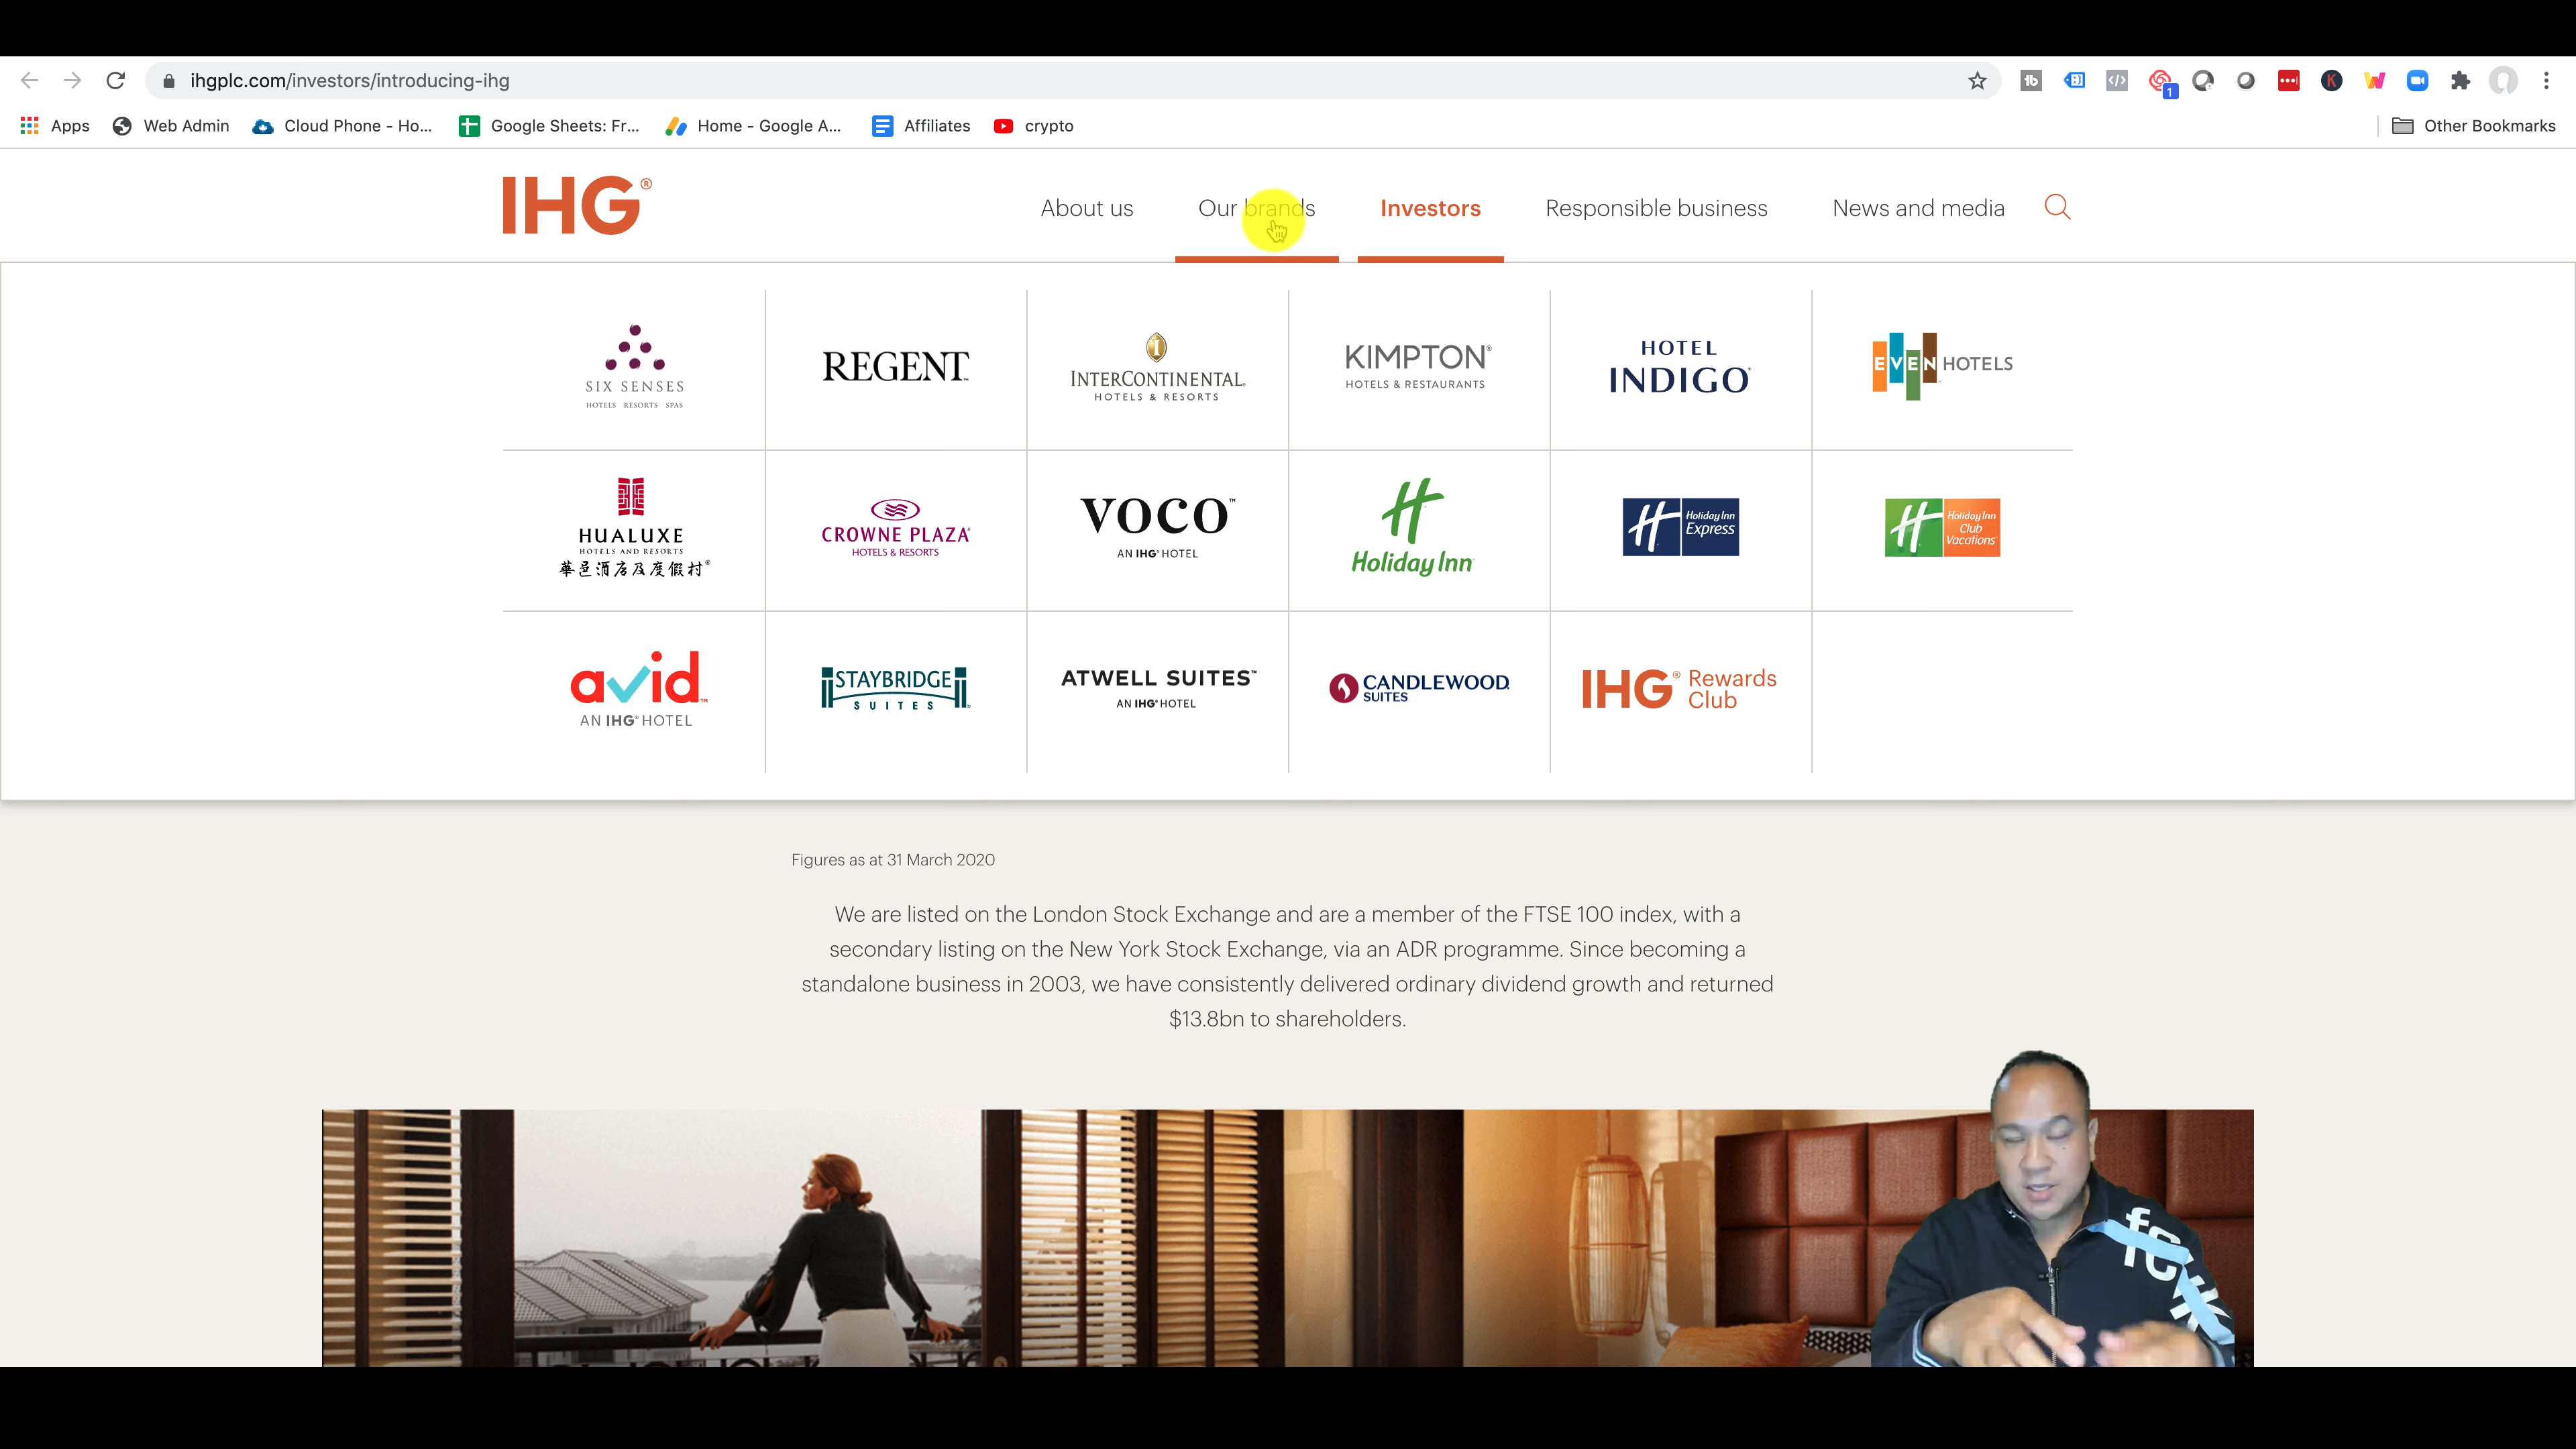 ihgplc.com/investors/introducing-ihg
1
Apps
Web Admin
Cloud Phone - Ho...
Google Sheets: Fr...
Home - Google A...
Affiliates
crypto
Other Bookmarks
IHG®
About us
Our brands
Investors
Responsible business
News and media
SIX SENSES
HOTELS RESORTS SPAS
REGENT
INTERCONTINENTAL
HOTELS & RESORTS
KIMPTON®
HOTELS & RESTAURANTS
HOTEL
INDIGO
EVEN HOTELS
HUALUXE
HOTELS AND RESORTS
華邑酒店及度假村®
CROWNE PLAZA
HOTELS & RESORTS
VOCO™
AN IHG® HOTEL
H
Holiday Inn
H Holiday Inn
Express
H Holiday Inn
Club
Vacations
avid™
AN IHG® HOTEL
STAYBRIDGE
SUITES
ATWELL SUITES™
AN IHG® HOTEL
CANDLEWOOD
SUITES
IHG® Rewards
Club
Figures as at 31 March 2020
We are listed on the London Stock Exchange and are a member of the FTSE 100 index, with a
secondary listing on the New York Stock Exchange, via an ADR programme. Since becoming a
standalone business in 2003, we have consistently delivered ordinary dividend growth and returned
$13.8bn to shareholders.